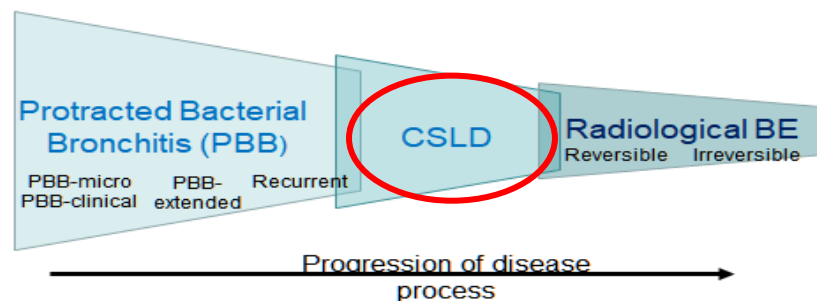 Protracted Bacterial
Bronchitis (PBB)
PBB-micro PBB- Recurrent
PBB-clinical extended
CSLD
Radiological BE
Reversible Irreversible
Progression of disease
process